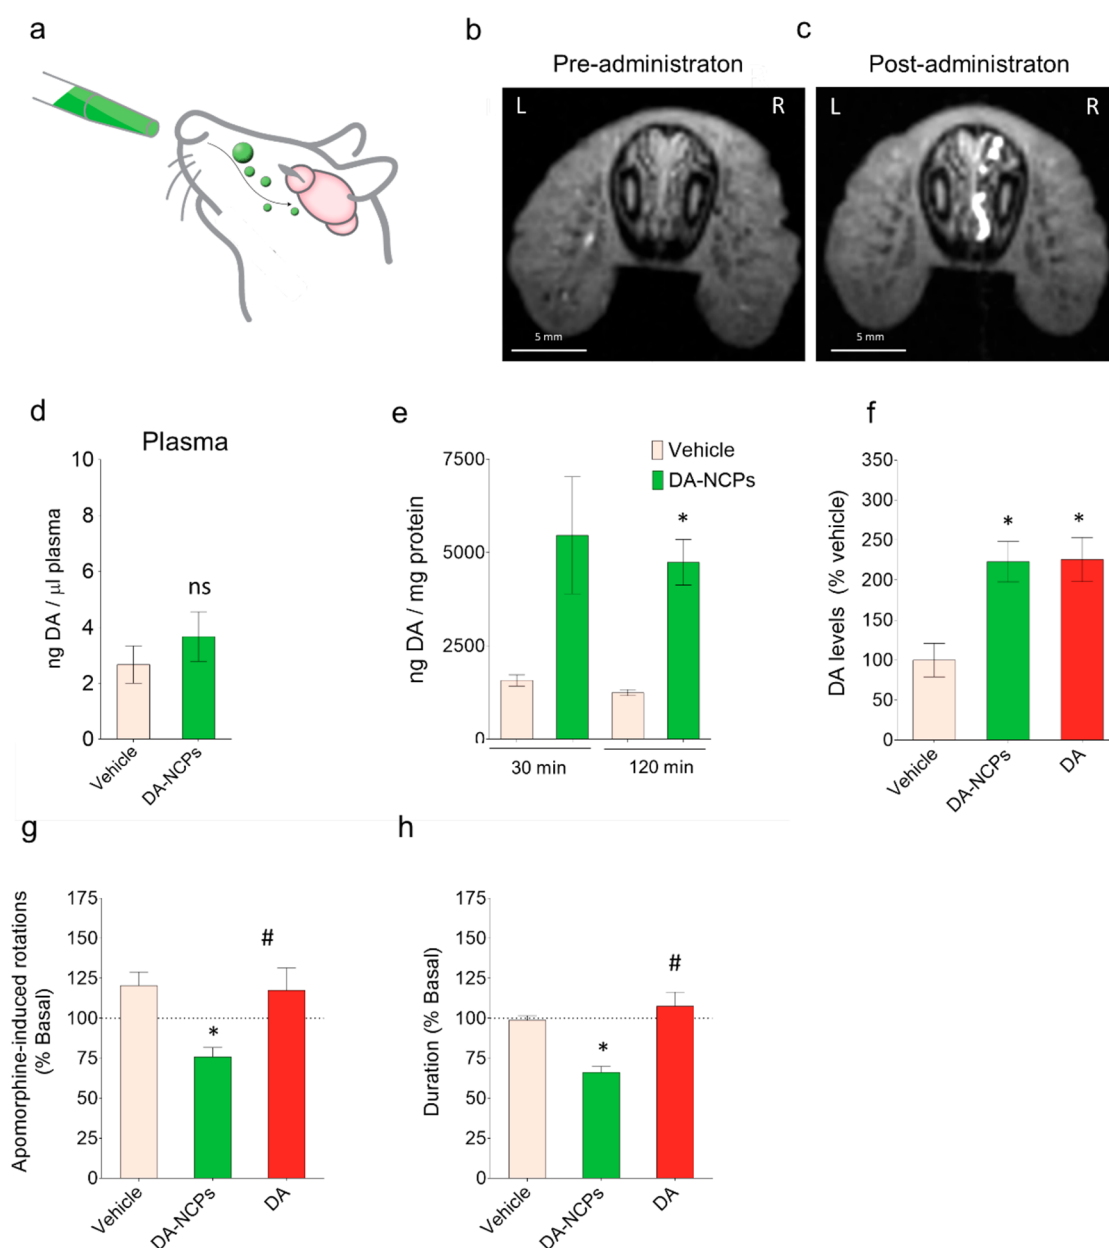 a
b
c
Pre-administraton
Post-administraton
L
R
L
R
5 mm
5 mm
d
Plasma
ng DA / μl plasma
10
8
6
4
2
0
ns
Vehicle
DA-NCPs
e
ng DA / mg protein
7500
5000
2500
0
Vehicle
DA-NCPs
*
30 min
120 min
f
DA levels (% vehicle)
350
300
250
200
150
100
50
0
*
*
Vehicle
DA-NCPs
DA
g
Apomorphine-induced rotations
(% Basal)
175
150
125
100
75
50
25
0
*
#
Vehicle
DA-NCPs
DA
h
Duration (% Basal)
175
150
125
100
75
50
25
0
*
#
Vehicle
DA-NCPs
DA